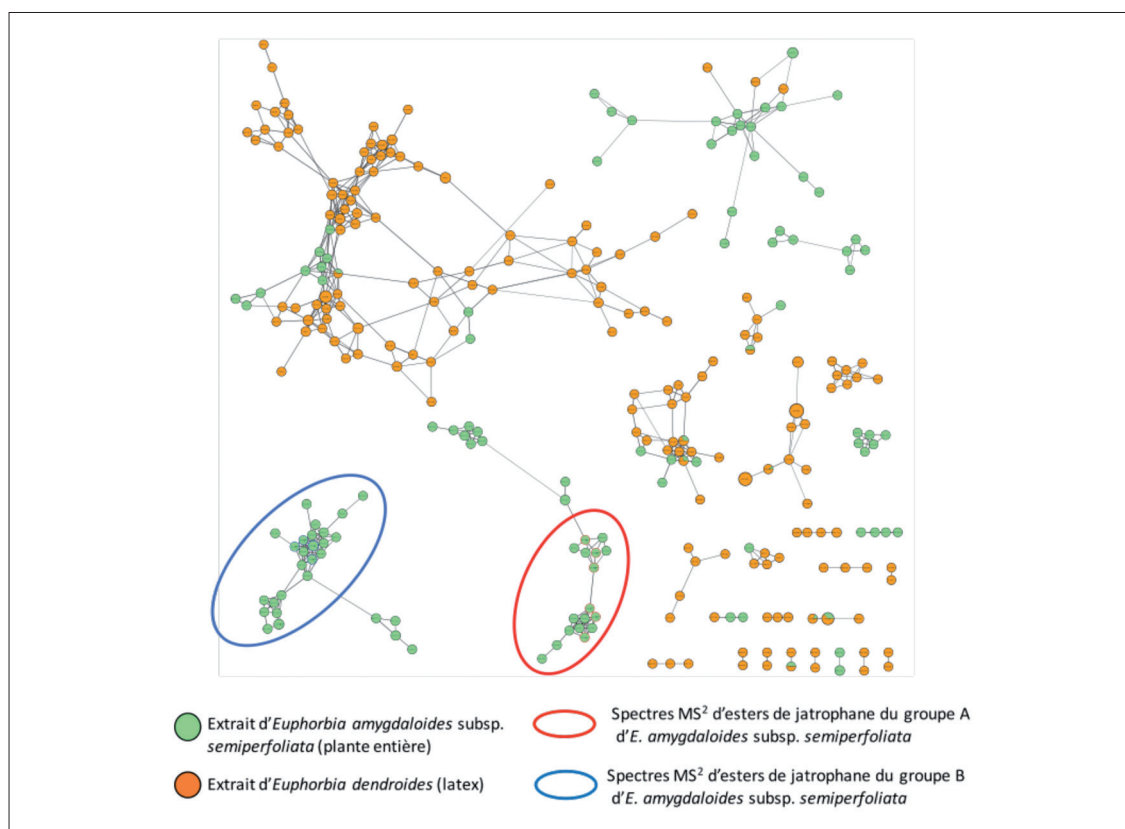 Extrait d'Euphorbia amygdaloides subsp.
semiperfoliata (plante entière)
Extrait d'Euphorbia dendroides (latex)
Spectres MS² d'esters de jatrophane du groupe A
d'E. amygdaloides subsp. semiperfoliata
Spectres MS² d'esters de jatrophane du groupe B
d'E. amygdaloides subsp. semiperfoliata